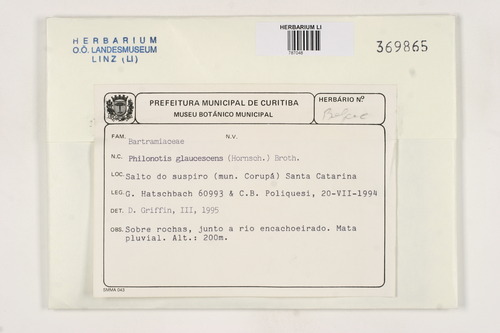 HERBARIUM
O.Ö. LANDESMUSEUM
LINZ (LI)
HERBARIUM LI
369865
PREFEITURA MUNICIPAL DE CURITIBA
MUSEU BOTÂNICO MUNICIPAL
HERBÁRIO Nº
FAM. Bartramiaceae N.V.
N.C. Philonotis glaucescens (Hornsch.) Broth.
LOC. Salto do suspiro (mun. Corupá) Santa Catarina
LEG. G. Hatschbach 60993 & C.B. Poliquesi, 20-VII-1994
DET. D. Griffin, III, 1995
OBS. Sobre rochas, junto a rio encachoeirado. Mata
pluvial. Alt.: 200m.
SMMA 043